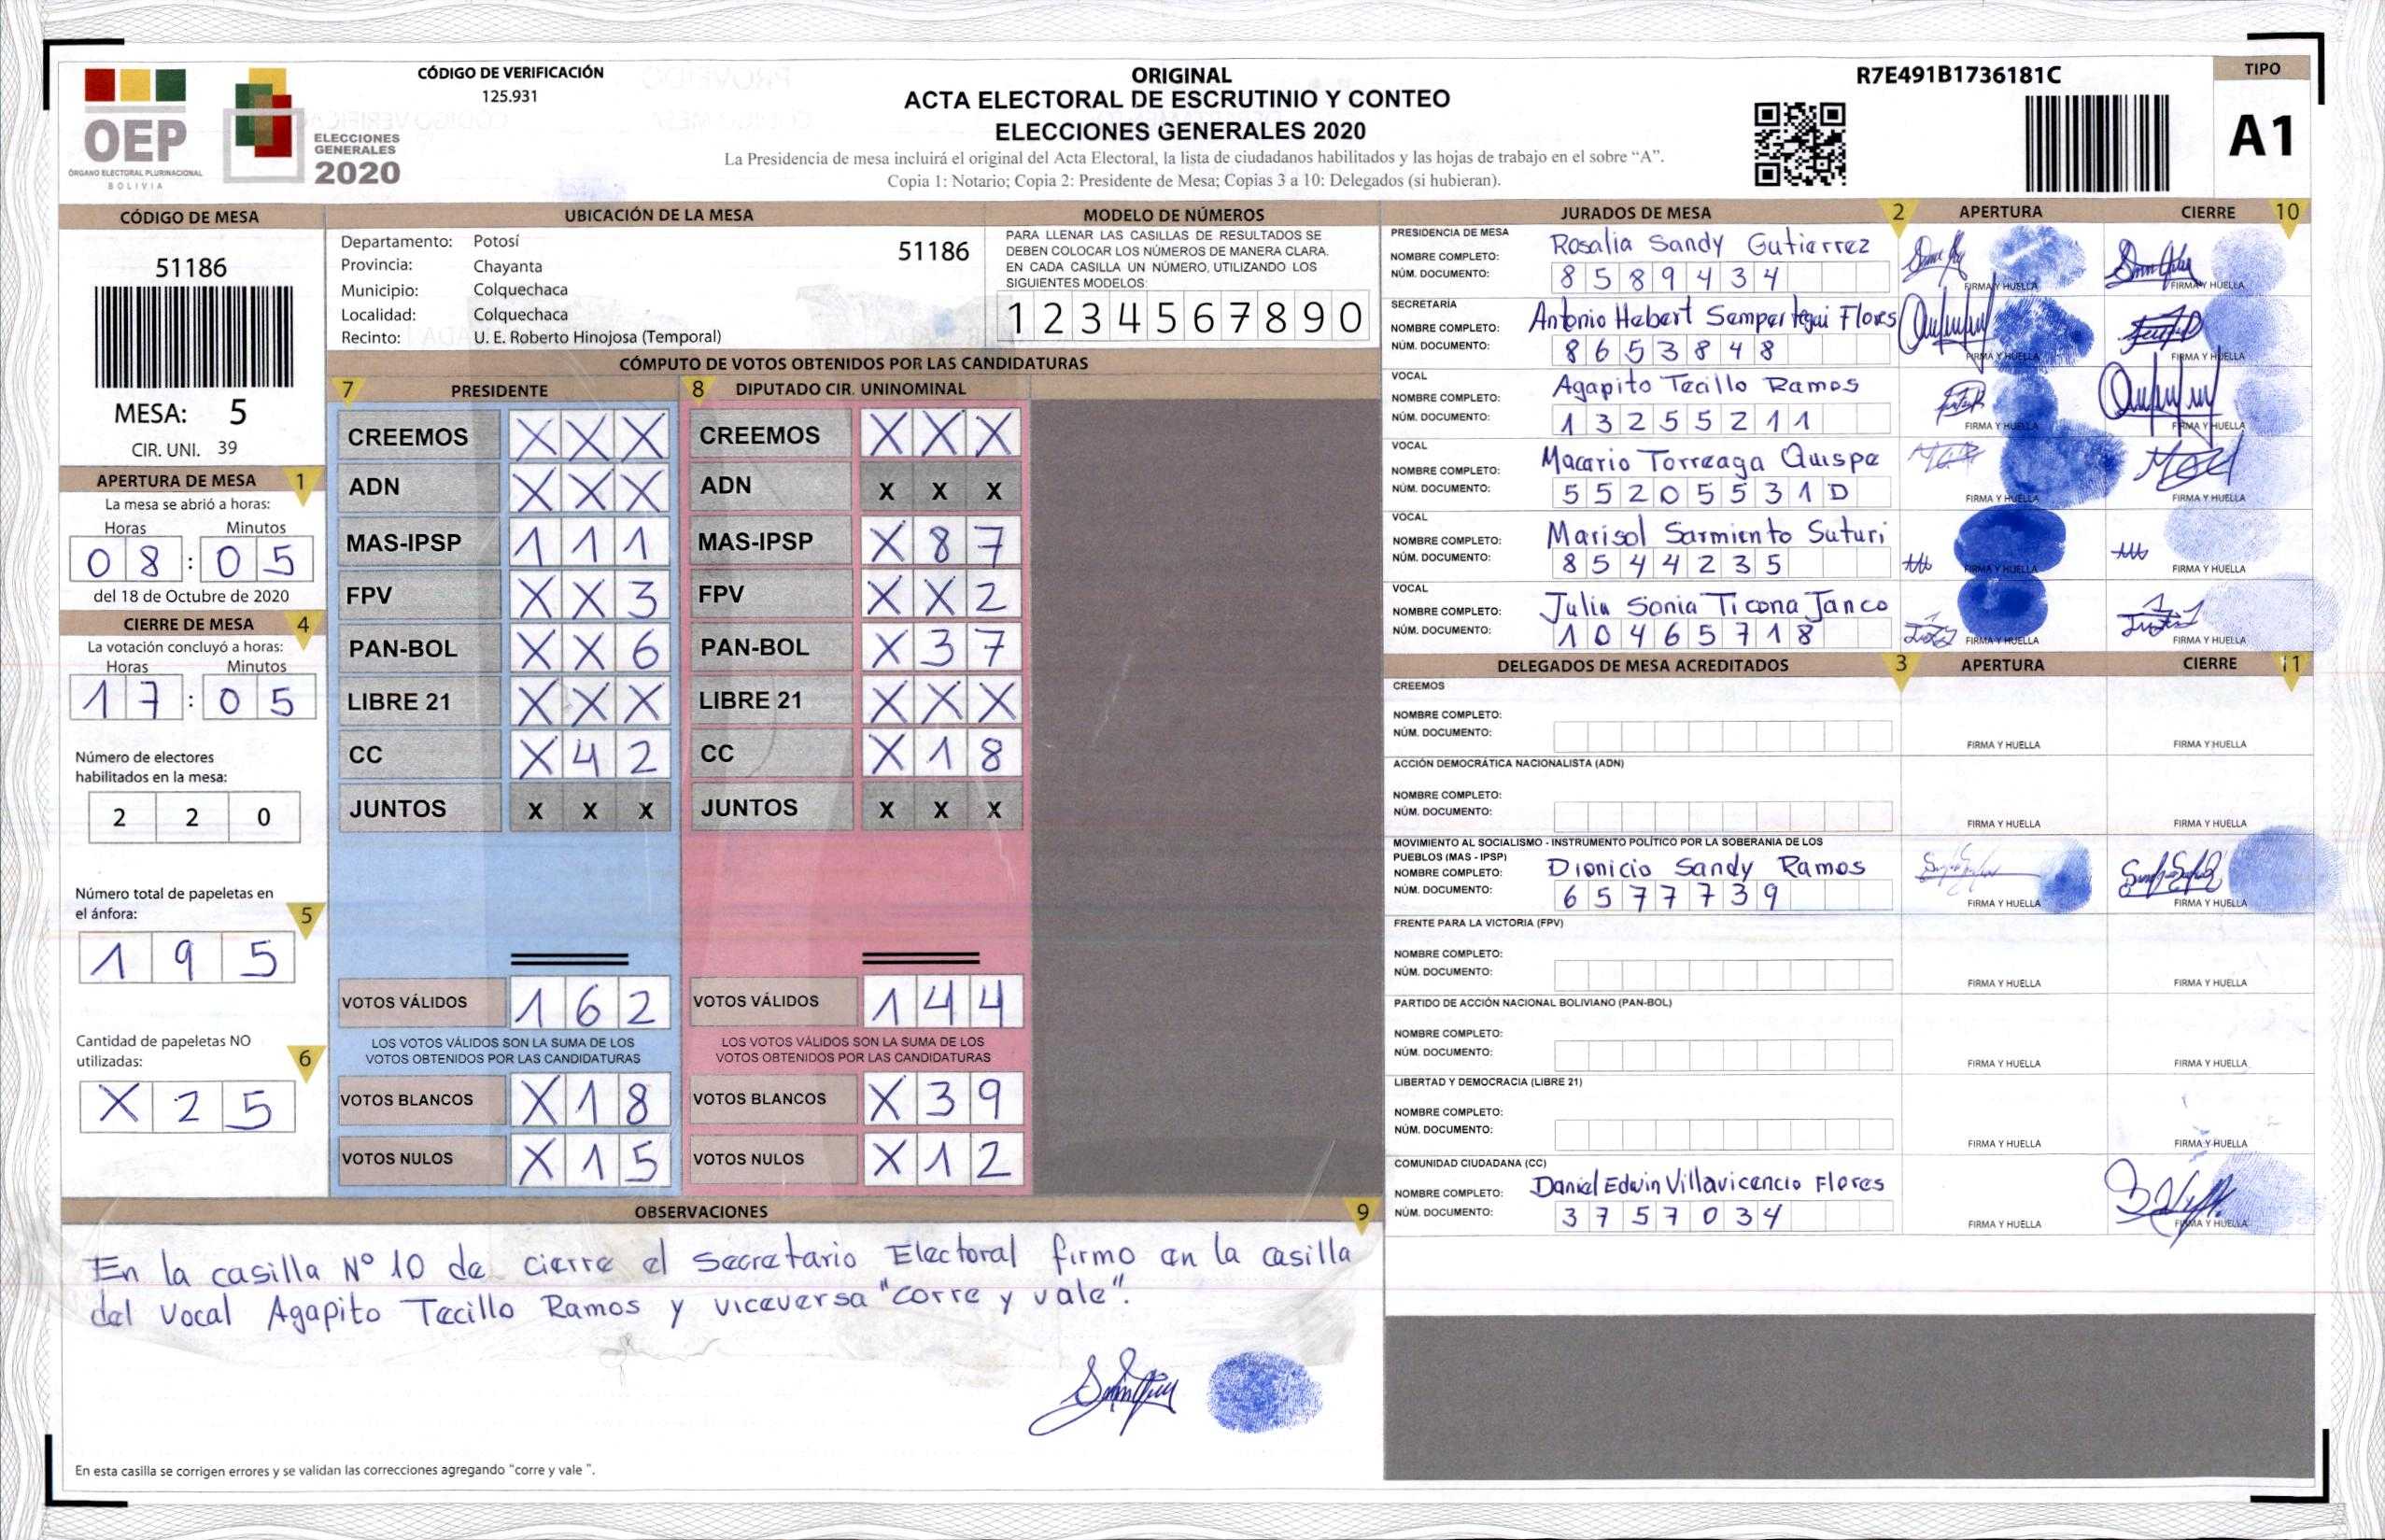 CÓDIGO DE VERIFICACIÓN
125.931
OEP
ÓRGANO ELECTORAL PLURINACIONAL
BOLIVIA
ELECCIONES
GENERALES
2020
ORIGINAL
ACTA ELECTORAL DE ESCRUTINIO Y CONTEO
ELECCIONES GENERALES 2020
La Presidencia de mesa incluirá el original del Acta Electoral, la lista de ciudadanos habilitados y las hojas de trabajo en el sobre “A”.
Copia 1: Notario; Copia 2: Presidente de Mesa; Copias 3 a 10: Delegados (si hubieran).
R7E491B1736181C
TIPO
A1
CÓDIGO DE MESA
51186
MESA: 5
CIR. UNI. 39
APERTURA DE MESA 1
La mesa se abrió a horas:
Horas Minutos
08:05
del 18 de Octubre de 2020
CIERRE DE MESA 4
La votación concluyó a horas:
Horas Minutos
17:05
Número de electores
habilitados en la mesa:
2 2 0
Número total de papeletas en
el ánfora: 5
1 9 5
Cantidad de papeletas NO
utilizadas: 6
X 2 5
UBICACIÓN DE LA MESA
Departamento: Potosí
51186
Provincia: Chayanta
Municipio: Colquechaca
Localidad: Colquechaca
Recinto: U. E. Roberto Hinojosa (Temporal)
MODELO DE NÚMEROS
PARA LLENAR LAS CASILLAS DE RESULTADOS SE
DEBEN COLOCAR LOS NÚMEROS DE MANERA CLARA.
EN CADA CASILLA UN NÚMERO, UTILIZANDO LOS
SIGUIENTES MODELOS:
1 2 3 4 5 6 7 8 9 0
CÓMPUTO DE VOTOS OBTENIDOS POR LAS CANDIDATURAS
7 PRESIDENTE 8 DIPUTADO CIR. UNINOMINAL
CREEMOS X X X CREEMOS X X X
ADN X X X ADN X X X
MAS-IPSP 1 1 1 MAS-IPSP X 8 7
FPV X X 3 FPV X X 2
PAN-BOL X X 6 PAN-BOL X 3 7
LIBRE 21 X X X LIBRE 21 X X X
CC X 4 2 CC X 1 8
JUNTOS X X X JUNTOS X X X
VOTOS VÁLIDOS 1 6 2 VOTOS VÁLIDOS 1 4 4
LOS VOTOS VÁLIDOS SON LA SUMA DE LOS LOS VOTOS VÁLIDOS SON LA SUMA DE LOS
VOTOS OBTENIDOS POR LAS CANDIDATURAS VOTOS OBTENIDOS POR LAS CANDIDATURAS
VOTOS BLANCOS X 1 8 VOTOS BLANCOS X 3 9
VOTOS NULOS X 1 5 VOTOS NULOS X 1 2
OBSERVACIONES 9
En la casilla Nº 10 de cierre el Secretario Electoral firmo en la casilla
del Vocal Agapito Tecillo Ramos y viceversa "corre y vale".
En esta casilla se corrigen errores y se validan las correcciones agregando “corre y vale ”.
JURADOS DE MESA 2 APERTURA CIERRE 10
PRESIDENCIA DE MESA
NOMBRE COMPLETO: Rosalia Sandy Gutierrez
NÚM. DOCUMENTO: 8589434
FIRMA Y HUELLA FIRMA Y HUELLA
SECRETARÍA
NOMBRE COMPLETO: Antonio Hebert Sempertegui Flores
NÚM. DOCUMENTO: 8653848
FIRMA Y HUELLA FIRMA Y HUELLA
VOCAL
NOMBRE COMPLETO: Agapito Tecillo Ramos
NÚM. DOCUMENTO: 13255211
FIRMA Y HUELLA FIRMA Y HUELLA
VOCAL
NOMBRE COMPLETO: Macario Torreaga Quispe
NÚM. DOCUMENTO: 55205531D
FIRMA Y HUELLA FIRMA Y HUELLA
VOCAL
NOMBRE COMPLETO: Marisol Sarmiento Suturi
NÚM. DOCUMENTO: 8544235
FIRMA Y HUELLA FIRMA Y HUELLA
VOCAL
NOMBRE COMPLETO: Julia Sonia Ticona Janco
NÚM. DOCUMENTO: 10465718
FIRMA Y HUELLA FIRMA Y HUELLA
DELEGADOS DE MESA ACREDITADOS 3 APERTURA CIERRE 11
CREEMOS
NOMBRE COMPLETO:
NÚM. DOCUMENTO:
FIRMA Y HUELLA FIRMA Y HUELLA
ACCIÓN DEMOCRÁTICA NACIONALISTA (ADN)
NOMBRE COMPLETO:
NÚM. DOCUMENTO:
FIRMA Y HUELLA FIRMA Y HUELLA
MOVIMIENTO AL SOCIALISMO - INSTRUMENTO POLÍTICO POR LA SOBERANIA DE LOS
PUEBLOS (MAS - IPSP)
NOMBRE COMPLETO: Dionicio Sandy Ramos
NÚM. DOCUMENTO: 6577739
FIRMA Y HUELLA FIRMA Y HUELLA
FRENTE PARA LA VICTORIA (FPV)
NOMBRE COMPLETO:
NÚM. DOCUMENTO:
FIRMA Y HUELLA FIRMA Y HUELLA
PARTIDO DE ACCIÓN NACIONAL BOLIVIANO (PAN-BOL)
NOMBRE COMPLETO:
NÚM. DOCUMENTO:
FIRMA Y HUELLA FIRMA Y HUELLA
LIBERTAD Y DEMOCRACIA (LIBRE 21)
NOMBRE COMPLETO:
NÚM. DOCUMENTO:
FIRMA Y HUELLA FIRMA Y HUELLA
COMUNIDAD CIUDADANA (CC)
NOMBRE COMPLETO: Daniel Edwin Villavicencio Flores
NÚM. DOCUMENTO: 3757034
FIRMA Y HUELLA FIRMA Y HUELLA